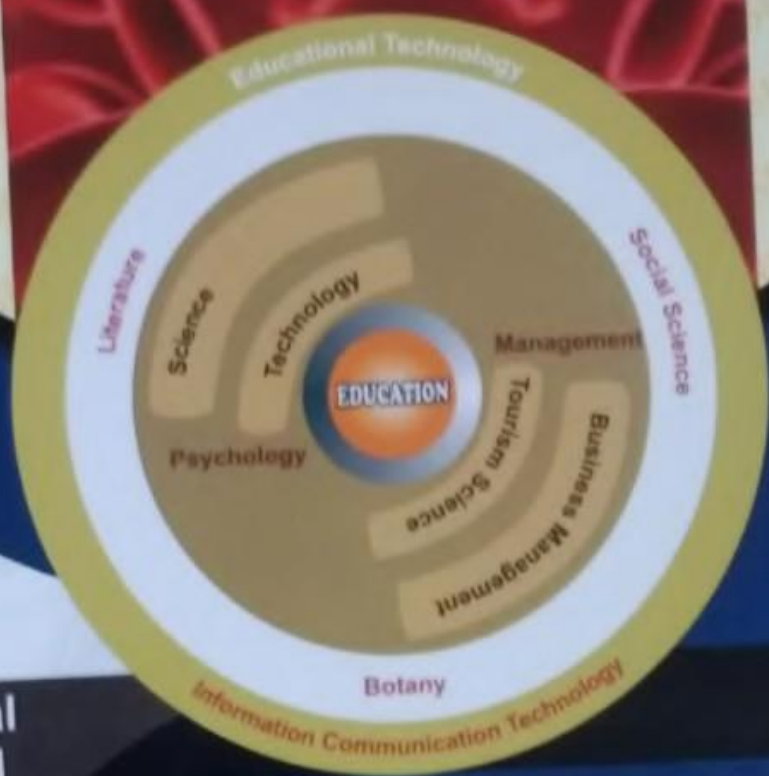 Educational Technology
Literature
Social Science
Science
Technology
Management
EDUCATION
Psychology
Tourism Science
Business Management
Botany
Information Communication Technology